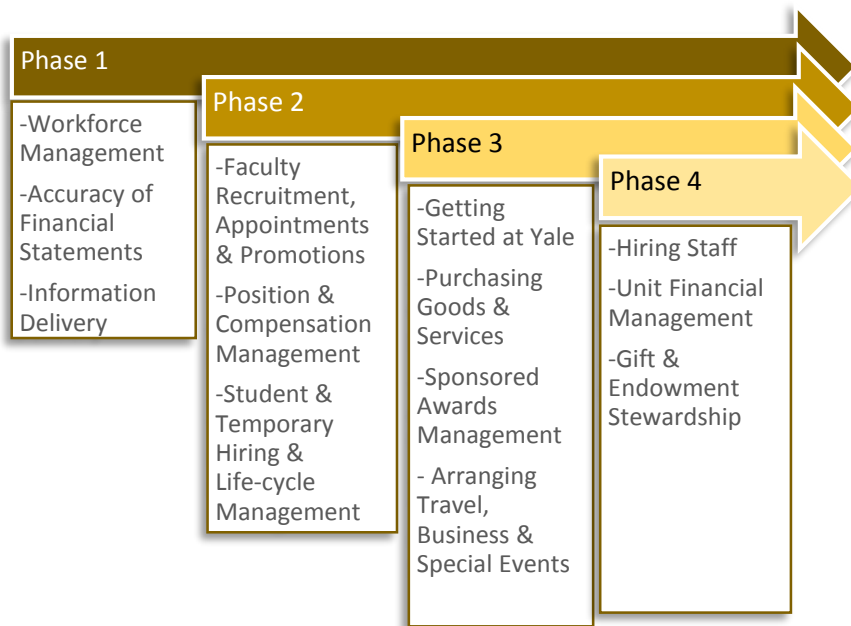 Phase 1
-Workforce
Management
-Accuracy of
Financial
Statements
-Information
Delivery
Phase 2
-Faculty
Recruitment,
Appointments
& Promotions
-Position &
Compensation
Management
-Student &
Temporary
Hiring &
Life-cycle
Management
Phase 3
-Getting
Started at Yale
-Purchasing
Goods &
Services
-Sponsored
Awards
Management
- Arranging
Travel,
Business &
Special Events
Phase 4
-Hiring Staff
-Unit Financial
Management
-Gift &
Endowment
Stewardship